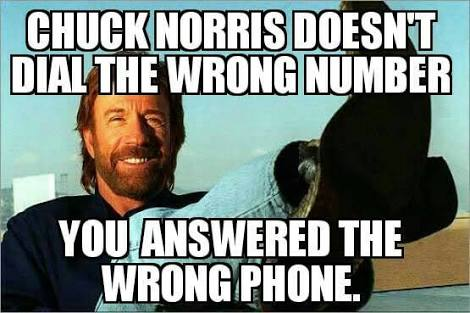 CHUCK NORRIS DOESN'T
DIAL THE WRONG NUMBER
YOU ANSWERED THE
WRONG PHONE.